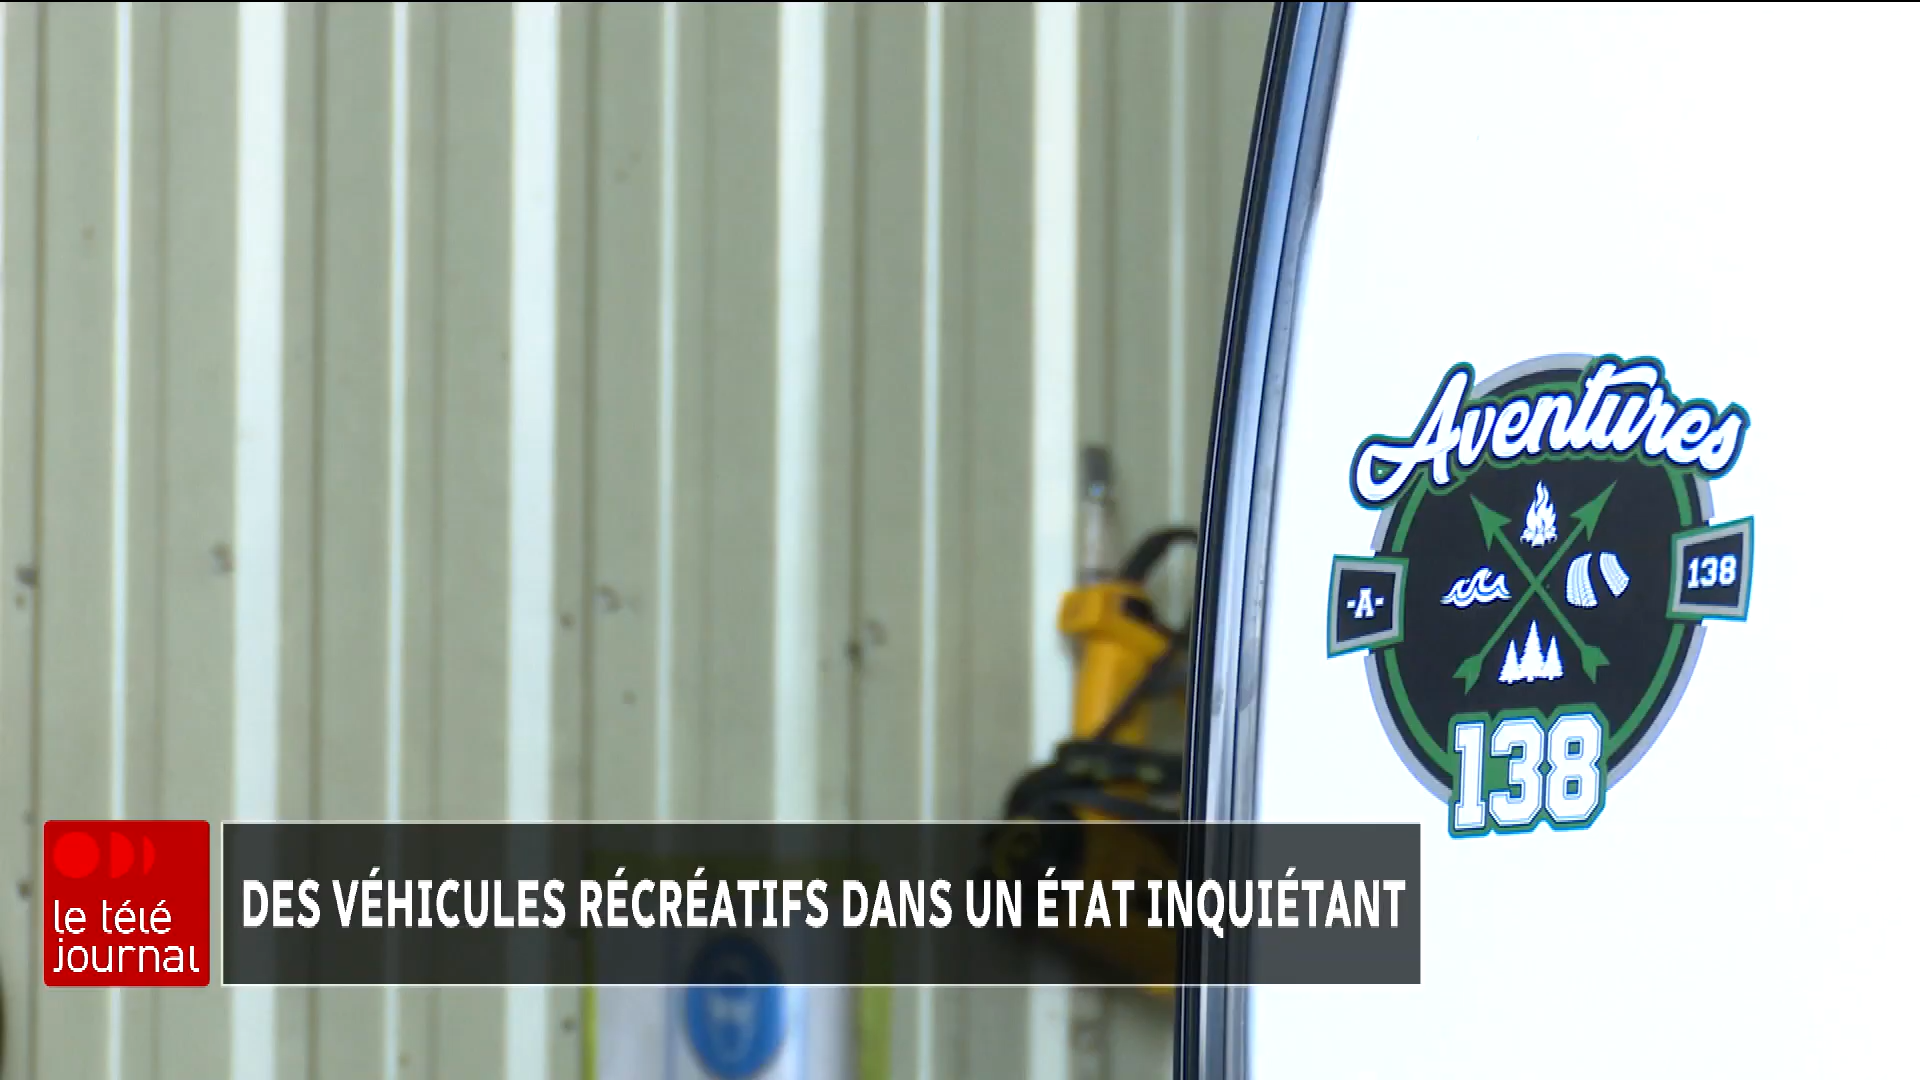 Aventures
-A-
138
138
le télé
journal
DES VÉHICULES RÉCRÉATIFS DANS UN ÉTAT INQUIÉTANT